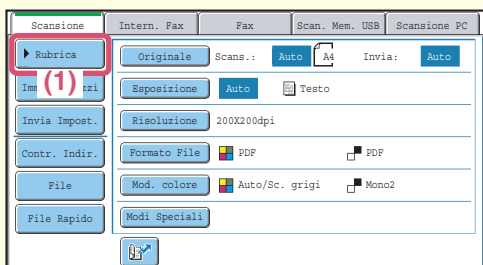 Scansione Intern. Fax Fax Scan. Mem. USB Scansione PC
Rubrica Originale Scans.: Auto A4 Invia: Auto
(1) Esposizione Auto Testo
Invia Impost. Risoluzione 200X200dpi
Contr. Indir. Formato File PDF PDF
File Mod. colore Auto/Sc. grigi Mono2
File Rapido Modi Speciali